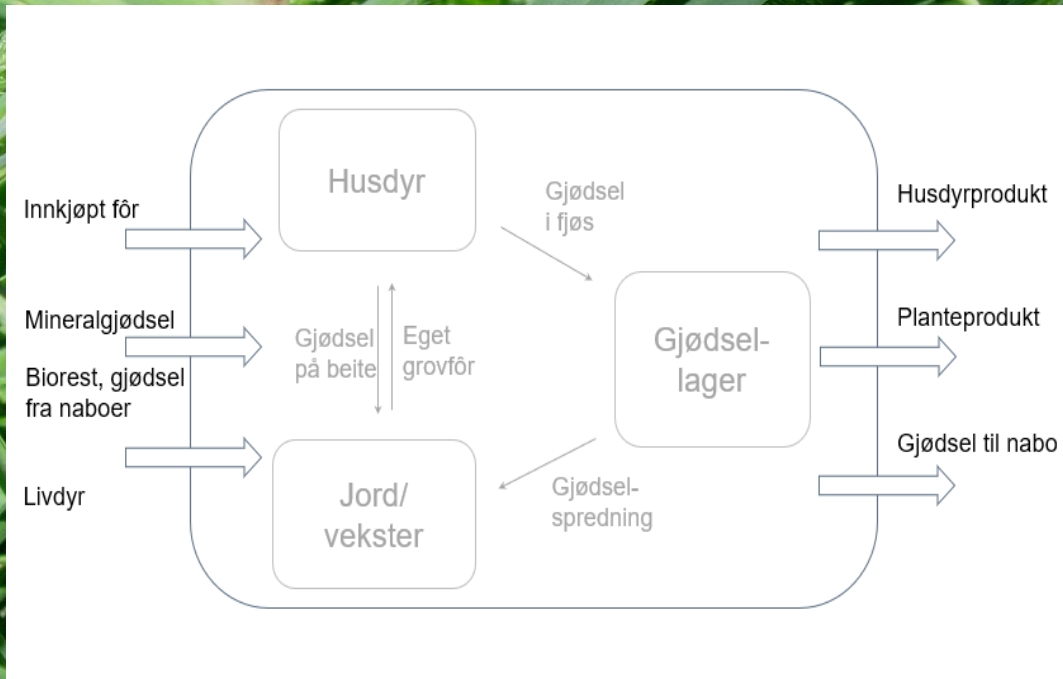 Innkjøpt fôr
Mineralgjødsel
Biorest, gjødsel
fra naboer
Livdyr
Husdyr
Gjødsel
i fjøs
Gjødsel
på beite
Eget
grovfôr
Gjødsel-
lager
Jord/
vekster
Gjødsel-
spredning
Husdyrprodukt
Planteprodukt
Gjødsel til nabo